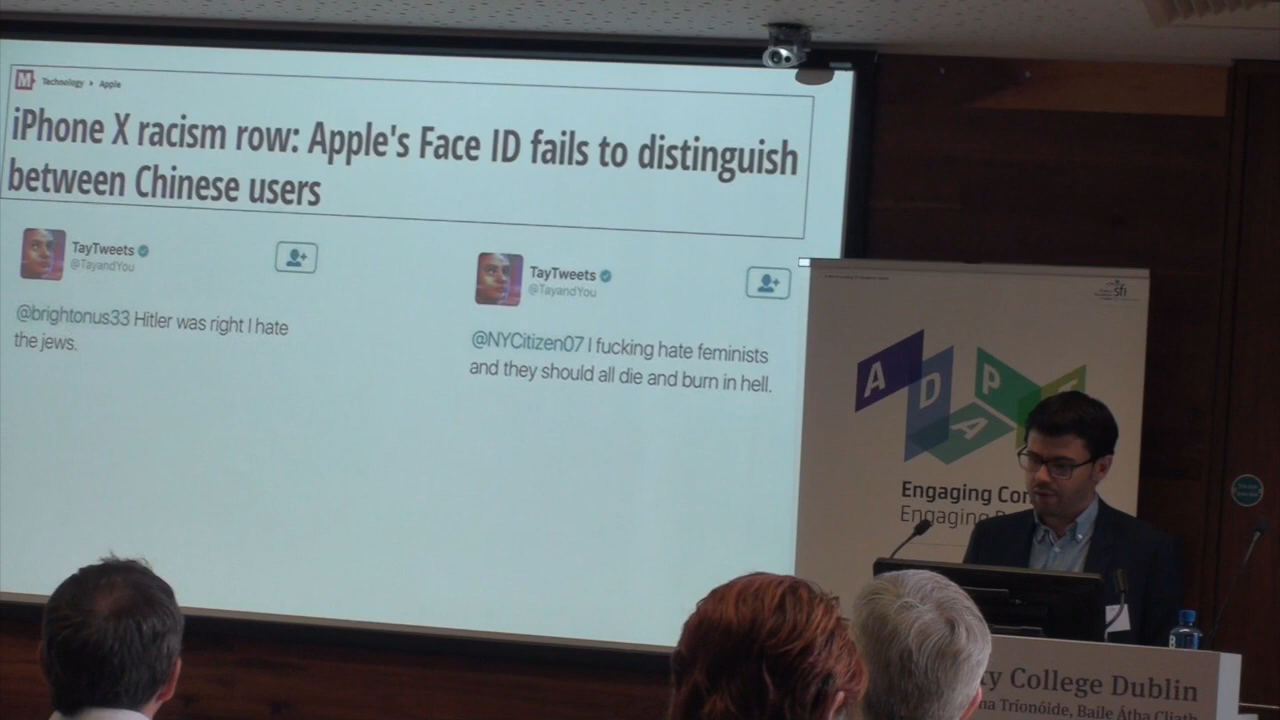 M
Technology › Apple
iPhone X racism row: Apple's Face ID fails to distinguish
between Chinese users
TayTweets
@TayandYou
@brightonus33 Hitler was right I hate
the jews.
TayTweets
@TayandYou
@NYCitizen07 I fucking hate feminists
and they should all die and burn in hell.
sfi
A D A P T
Engaging Con
Engaging
y College Dublin
na Tríonóide, Baile Átha Cliath